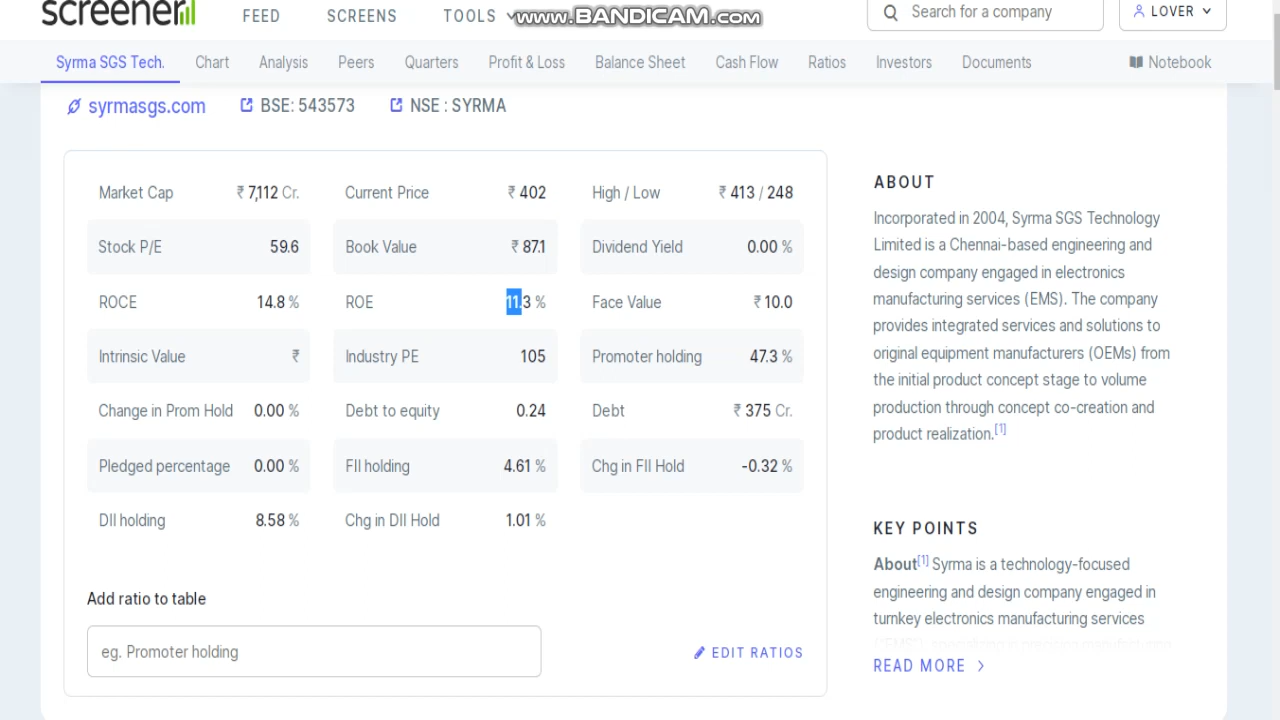 screener
FEED
SCREENS
TOOLS
www.BANDICAM.com
Search for a company
LOVER
Syrma SGS Tech.
Chart
Analysis
Peers
Quarters
Profit & Loss
Balance Sheet
Cash Flow
Ratios
Investors
Documents
Notebook
syrmasgs.com
BSE: 543573
NSE : SYRMA
Market Cap ₹ 7,112 Cr.
Current Price ₹ 402
High / Low ₹ 413 / 248
Stock P/E 59.6
Book Value ₹ 87.1
Dividend Yield 0.00 %
ROCE 14.8 %
ROE 11.3 %
Face Value ₹ 10.0
Intrinsic Value ₹
Industry PE 105
Promoter holding 47.3 %
Change in Prom Hold 0.00 %
Debt to equity 0.24
Debt ₹ 375 Cr.
Pledged percentage 0.00 %
FII holding 4.61 %
Chg in FII Hold -0.32 %
DII holding 8.58 %
Chg in DII Hold 1.01 %
Add ratio to table
eg. Promoter holding
EDIT RATIOS
ABOUT
Incorporated in 2004, Syrma SGS Technology
Limited is a Chennai-based engineering and
design company engaged in electronics
manufacturing services (EMS). The company
provides integrated services and solutions to
original equipment manufacturers (OEMs) from
the initial product concept stage to volume
production through concept co-creation and
product realization.[1]
KEY POINTS
About[1] Syrma is a technology-focused
engineering and design company engaged in
turnkey electronics manufacturing services
READ MORE